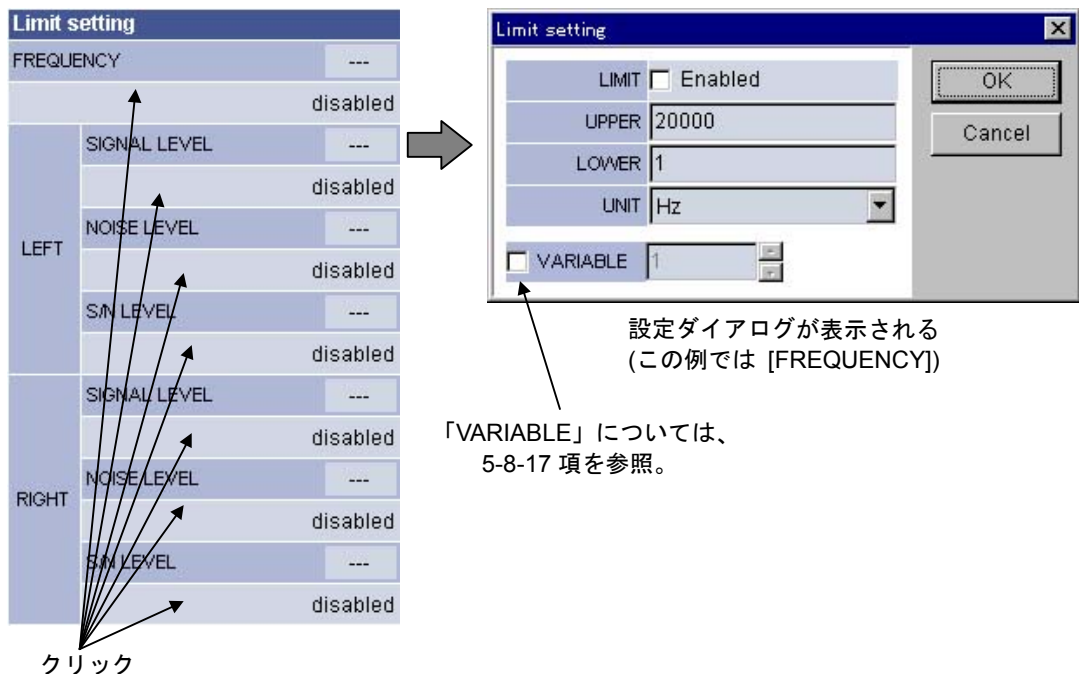 Limit setting
FREQUENCY ---
disabled
LEFT
SIGNAL LEVEL ---
disabled
NOISE LEVEL ---
disabled
S/N LEVEL ---
disabled
RIGHT
SIGNAL LEVEL ---
disabled
NOISE LEVEL ---
disabled
S/N LEVEL ---
disabled
クリック
Limit setting
LIMIT Enabled
UPPER 20000
LOWER 1
UNIT Hz
VARIABLE 1
OK
Cancel
設定ダイアログが表示される
(この例では [FREQUENCY])
「VARIABLE」については、
5-8-17 項を参照。